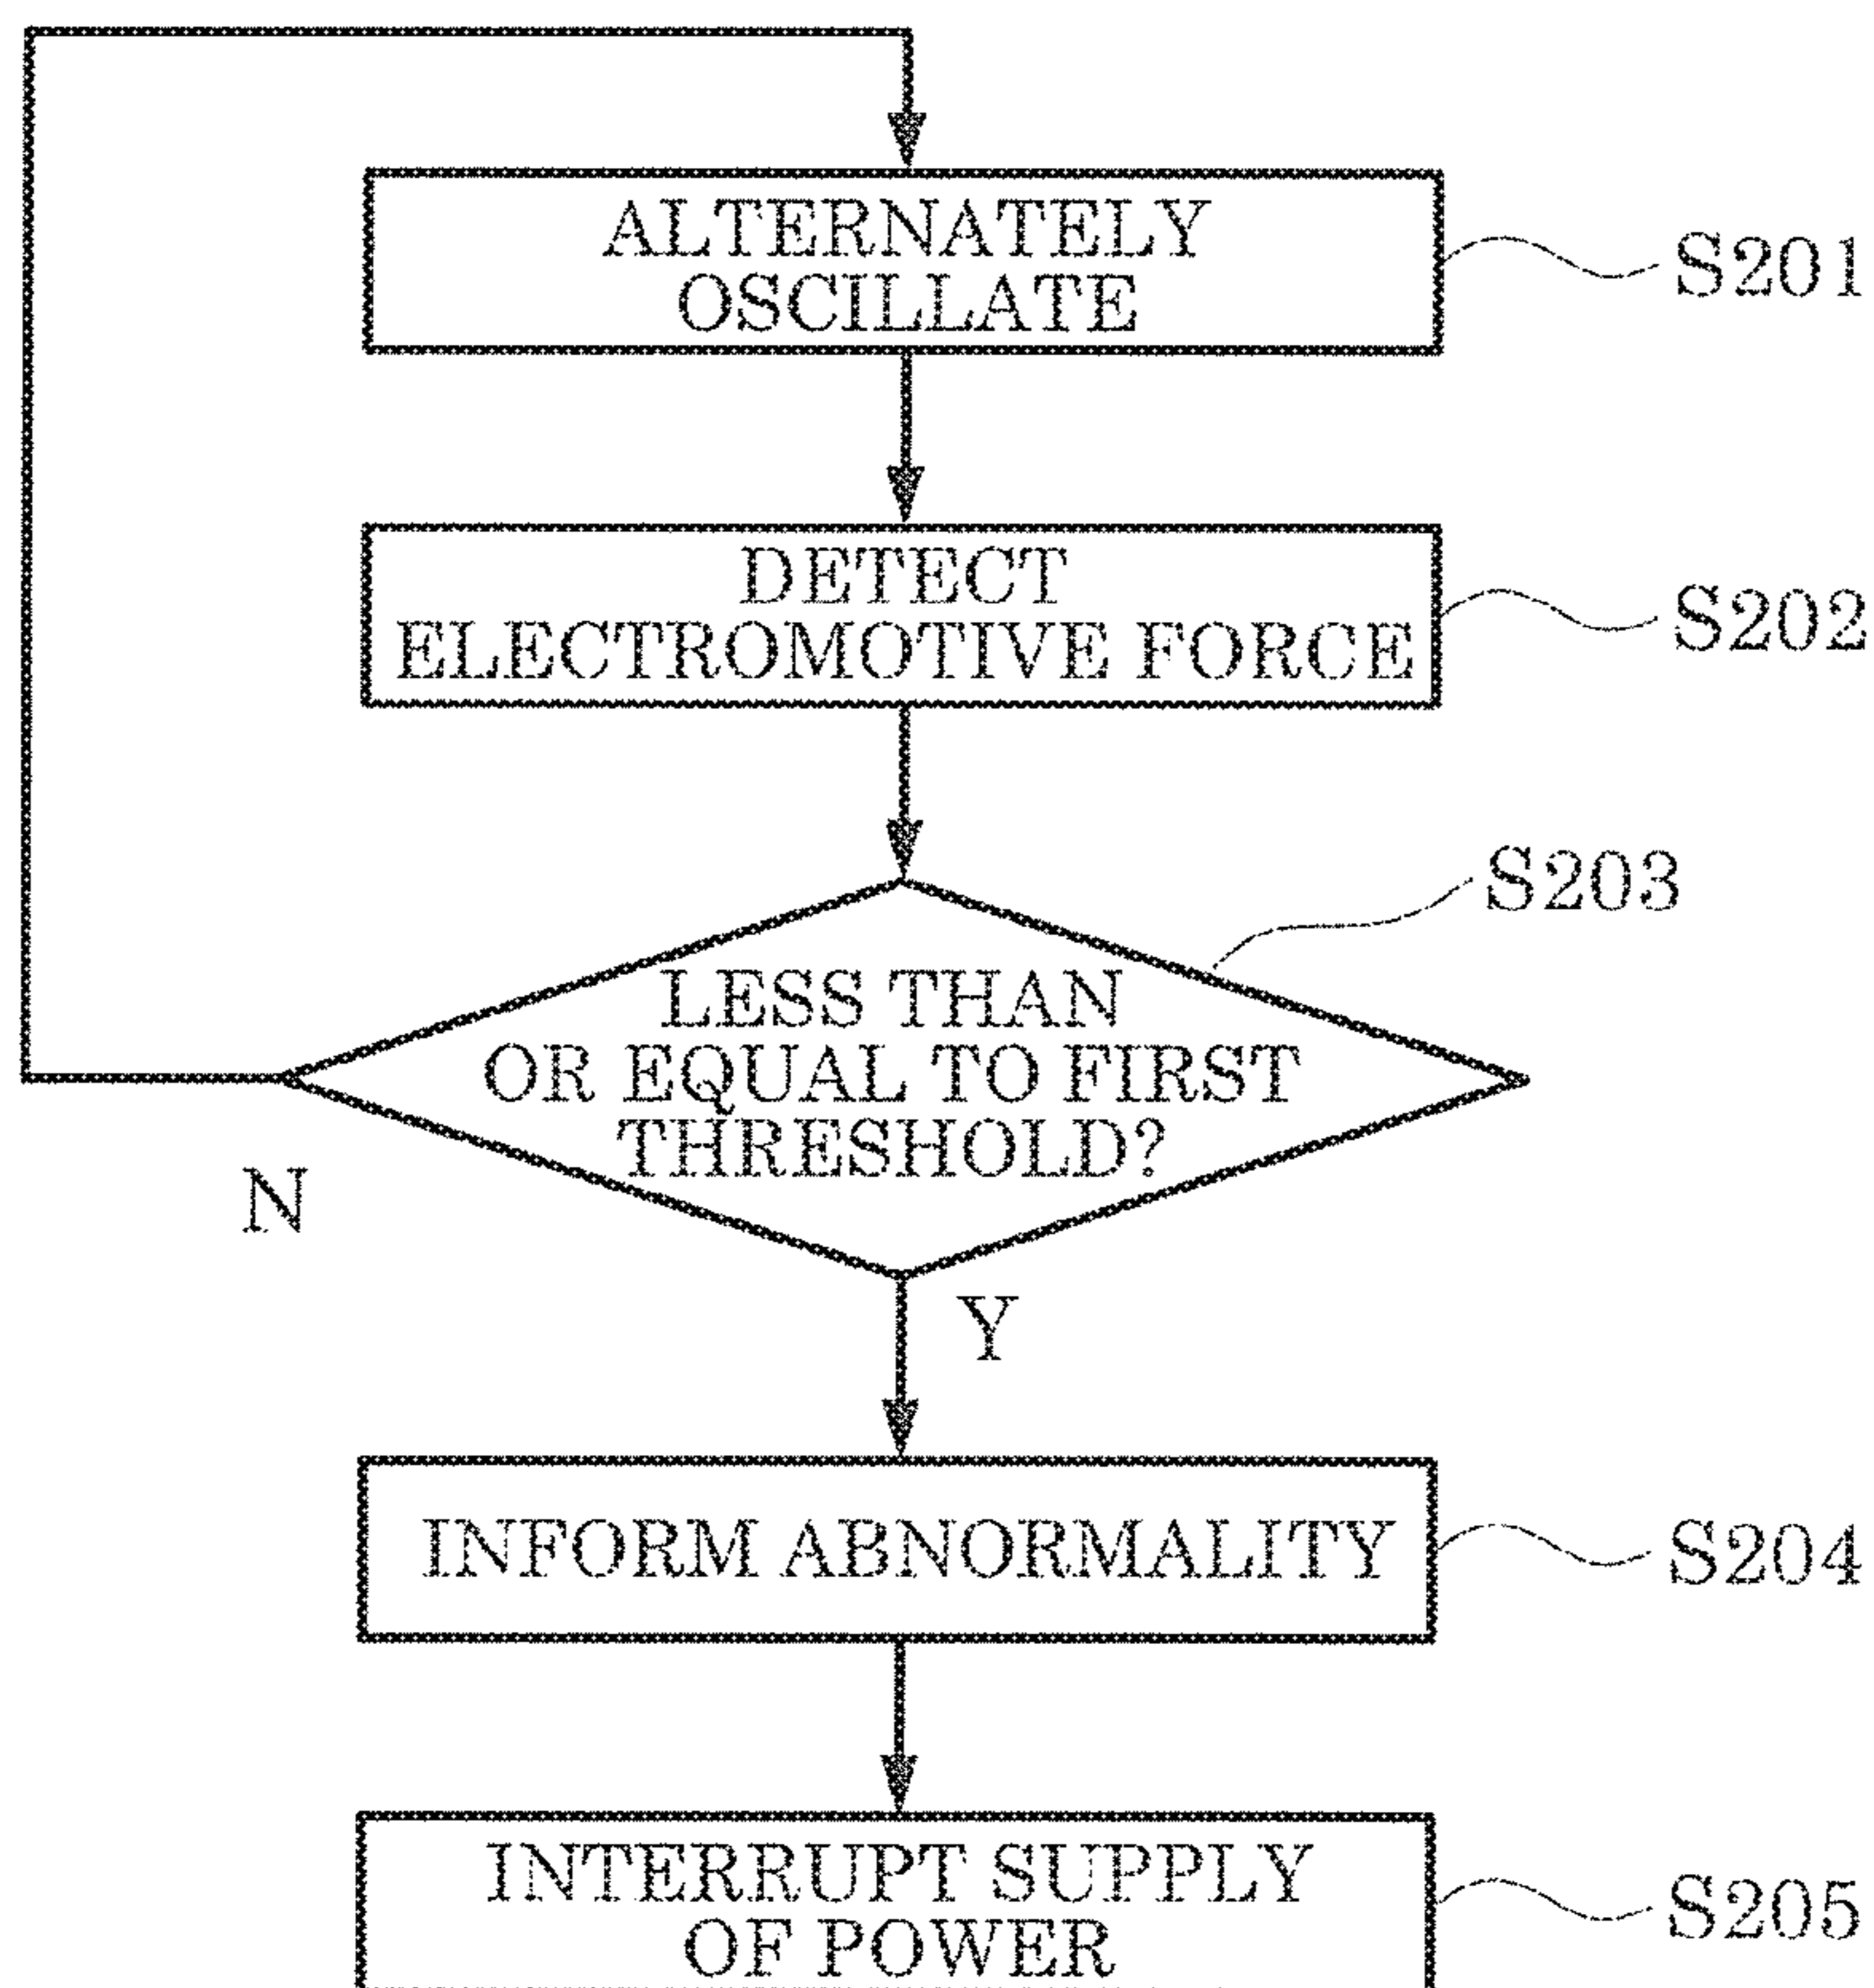 ALTERNATELY
OSCILLATE
S201
DETECT
ELECTROMOTIVE FORCE
S202
S203
LESS THAN
OR EQUAL TO FIRST
THRESHOLD?
N
Y
INFORM ABNORMALITY
S204
INTERRUPT SUPPLY
OF POWER
S205